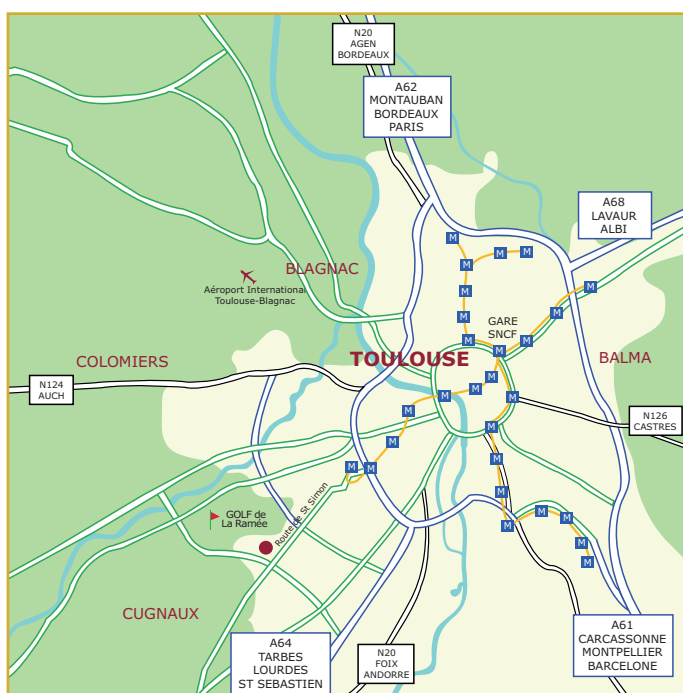 N20
AGEN
BORDEAUX
A62
MONTAUBAN
BORDEAUX
PARIS
A68
LAVAUR
ALBI
M
M
M
M
BLAGNAC
Aéroport International
Toulouse-Blagnac
M
M
M
M
GARE
SNCF
M
M
M
TOULOUSE
BALMA
COLOMIERS
M
M
M
M
M
N124
AUCH
M
M
M
N126
CASTRES
M
M
M
M
Route de St Simon
GOLF de
La Ramée
M
M
M
M
M
CUGNAUX
A64
TARBES
LOURDES
ST SEBASTIEN
N20
FOIX
ANDORRE
A61
CARCASSONNE
MONTPELLIER
BARCELONE